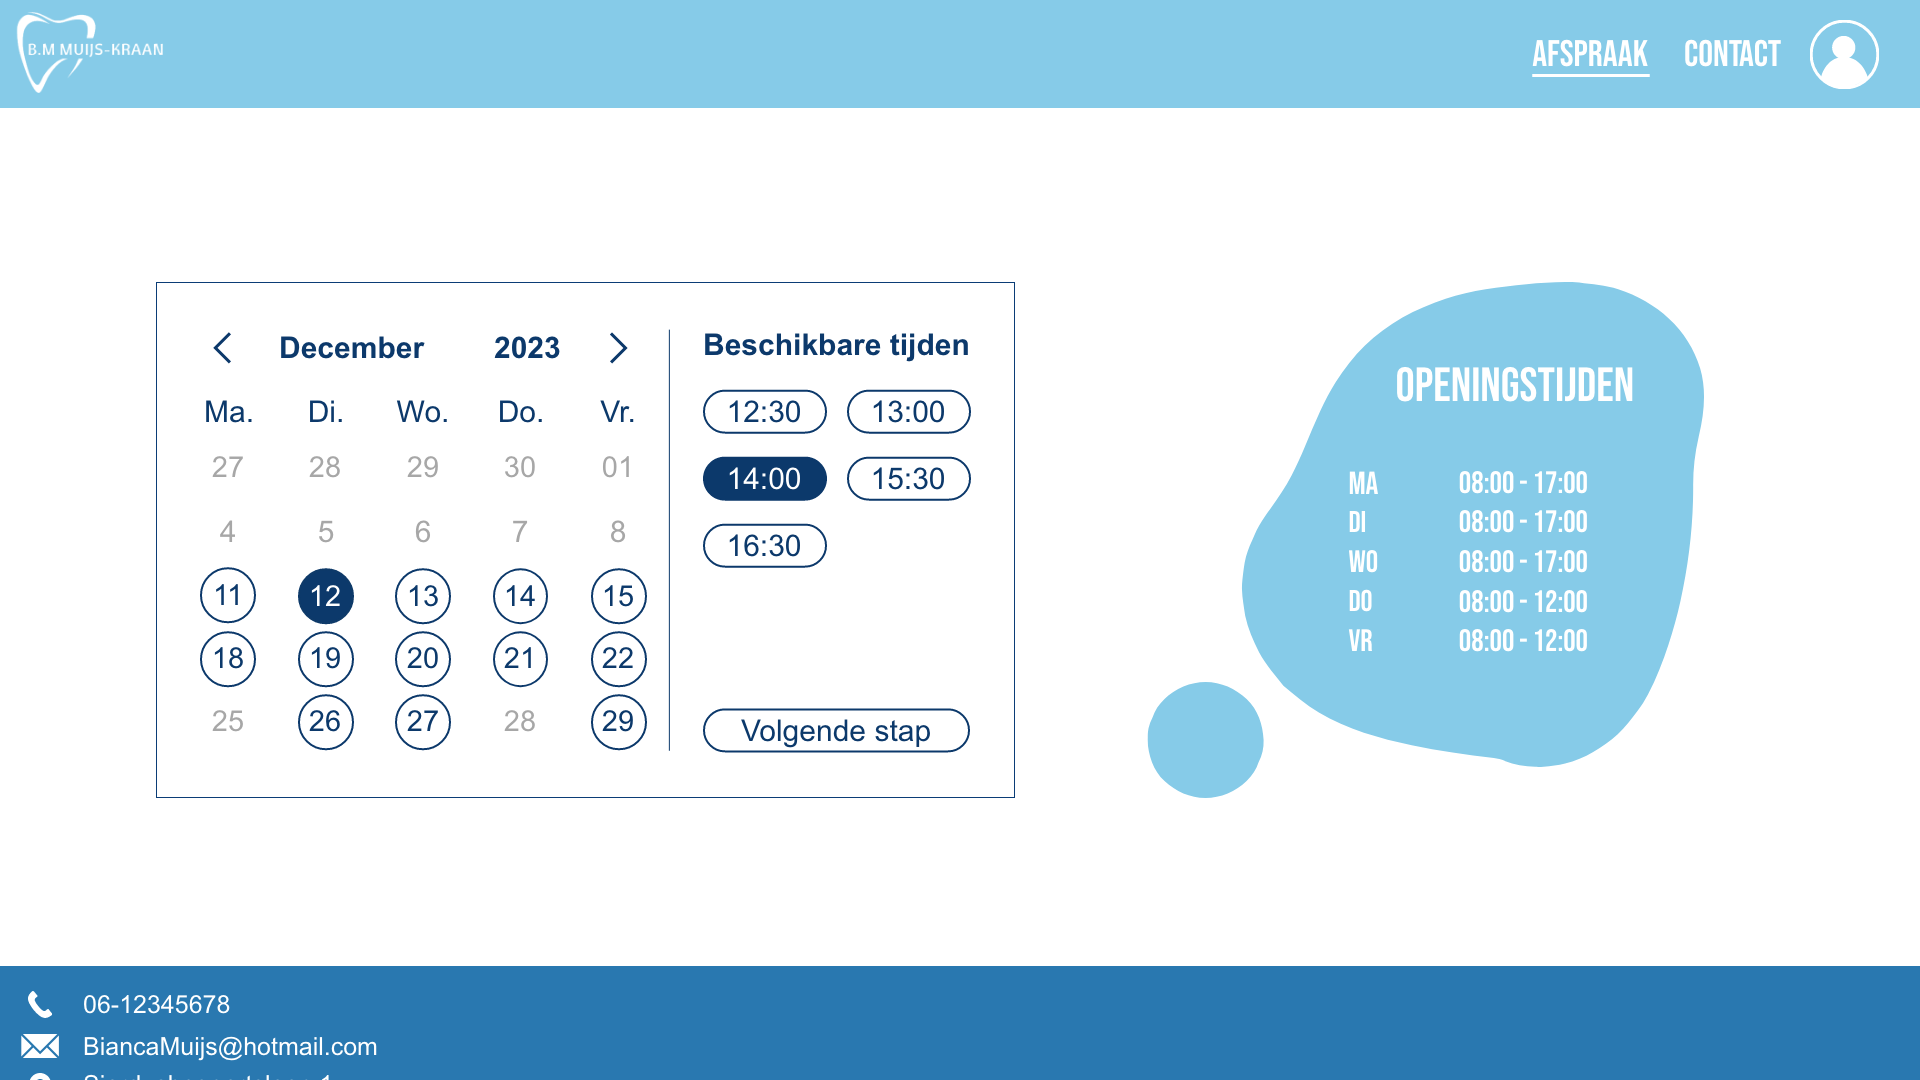 B.M MUIJS-KRAAN
AFSPRAAK CONTACT
December 2023
Ma. Di. Wo. Do. Vr.
27 28 29 30 01
4 5 6 7 8
11 12 13 14 15
18 19 20 21 22
25 26 27 28 29
Beschikbare tijden
12:30 13:00
14:00 15:30
16:30
Volgende stap
OPENINGSTIJDEN
MA 08:00 - 17:00
DI 08:00 - 17:00
WO 08:00 - 17:00
DO 08:00 - 12:00
VR 08:00 - 12:00
06-12345678
BiancaMuijs@hotmail.com